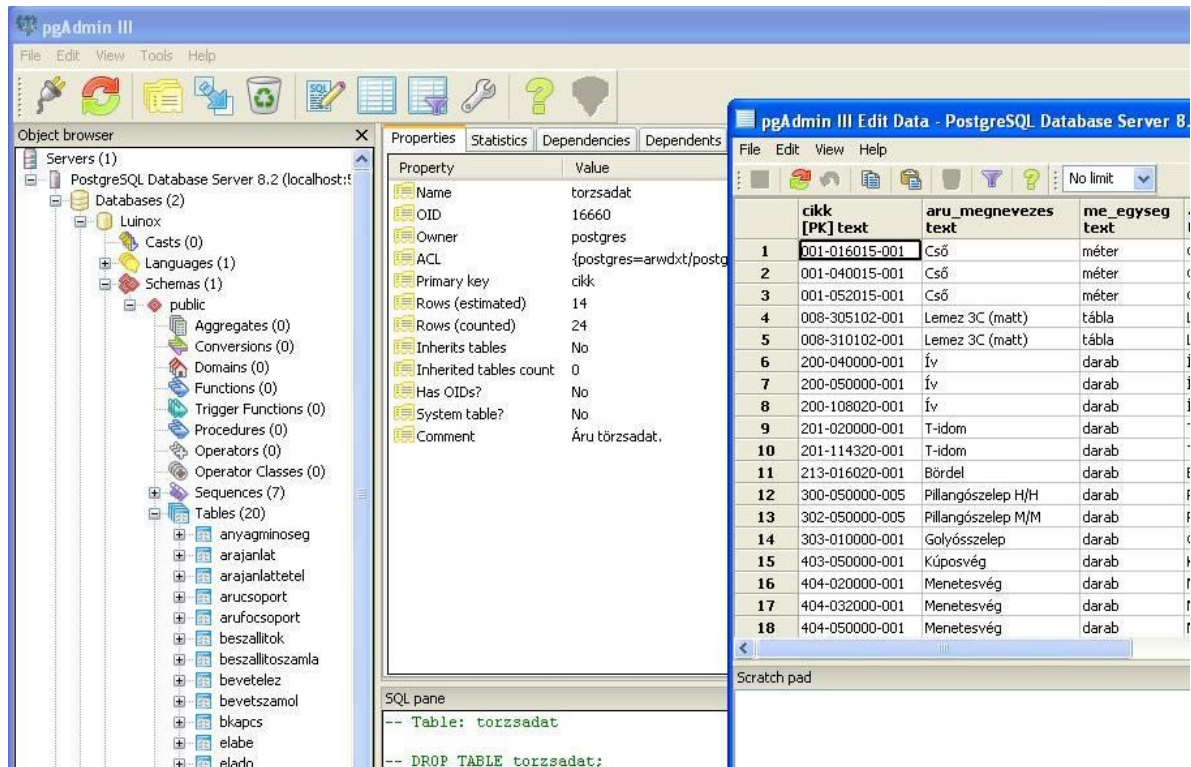 pgAdmin III
File Edit View Tools Help
Object browser
Servers (1)
PostgreSQL Database Server 8.2 (localhost:5
Databases (2)
Luinox
Casts (0)
Languages (1)
Schemas (1)
public
Aggregates (0)
Conversions (0)
Domains (0)
Functions (0)
Trigger Functions (0)
Procedures (0)
Operators (0)
Operator Classes (0)
Sequences (7)
Tables (20)
anyagminoseg
arajanlat
arajanlattetel
arucsoport
arufocsoport
beszallitok
beszallitoszamla
bevetelez
bevetszamol
bkapcs
elabe
elado
Properties Statistics Dependencies Dependents
Property Value
Name torzsadat
OID 16660
Owner postgres
ACL {postgres=arwdxt/postg
Primary key cikk
Rows (estimated) 14
Rows (counted) 24
Inherits tables No
Inherited tables count 0
Has OIDs? No
System table? No
Comment Áru törzsadat.
SQL pane
-- Table: torzsadat
-- DROP TABLE torzsadat;
pgAdmin III Edit Data - PostgreSQL Database Server 8.
File Edit View Help
No limit
cikk aru_megnevezes me_egyseg
[PK] text text text
1 001-016015-001 Cső méter
2 001-040015-001 Cső méter
3 001-052015-001 Cső méter
4 008-305102-001 Lemez 3C (matt) tábla
5 008-310102-001 Lemez 3C (matt) tábla
6 200-040000-001 Ív darab
7 200-050000-001 Ív darab
8 200-108020-001 Ív darab
9 201-020000-001 T-idom darab
10 201-114320-001 T-idom darab
11 213-016020-001 Bördel darab
12 300-050000-005 Pillangószelep H/H darab
13 302-050000-005 Pillangószelep M/M darab
14 303-010000-001 Golyósszelep darab
15 403-050000-001 Kúposvég darab
16 404-020000-001 Menetesvég darab
17 404-032000-001 Menetesvég darab
18 404-050000-001 Menetesvég darab
Scratch pad